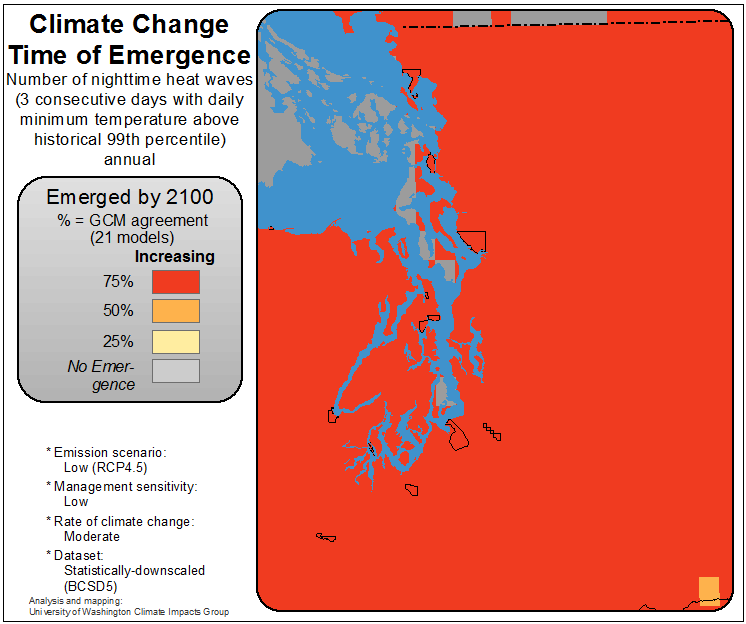 Climate Change
Time of Emergence
Number of nighttime heat waves
(3 consecutive days with daily
minimum temperature above
historical 99th percentile)
annual
Emerged by 2100
% = GCM agreement
(21 models)
Increasing
75%
50%
25%
No Emer-
gence
* Emission scenario:
Low (RCP4.5)
* Management sensitivity:
Low
* Rate of climate change:
Moderate
* Dataset:
Statistically-downscaled
(BCSD5)
Analysis and mapping:
University of Washington Climate Impacts Group